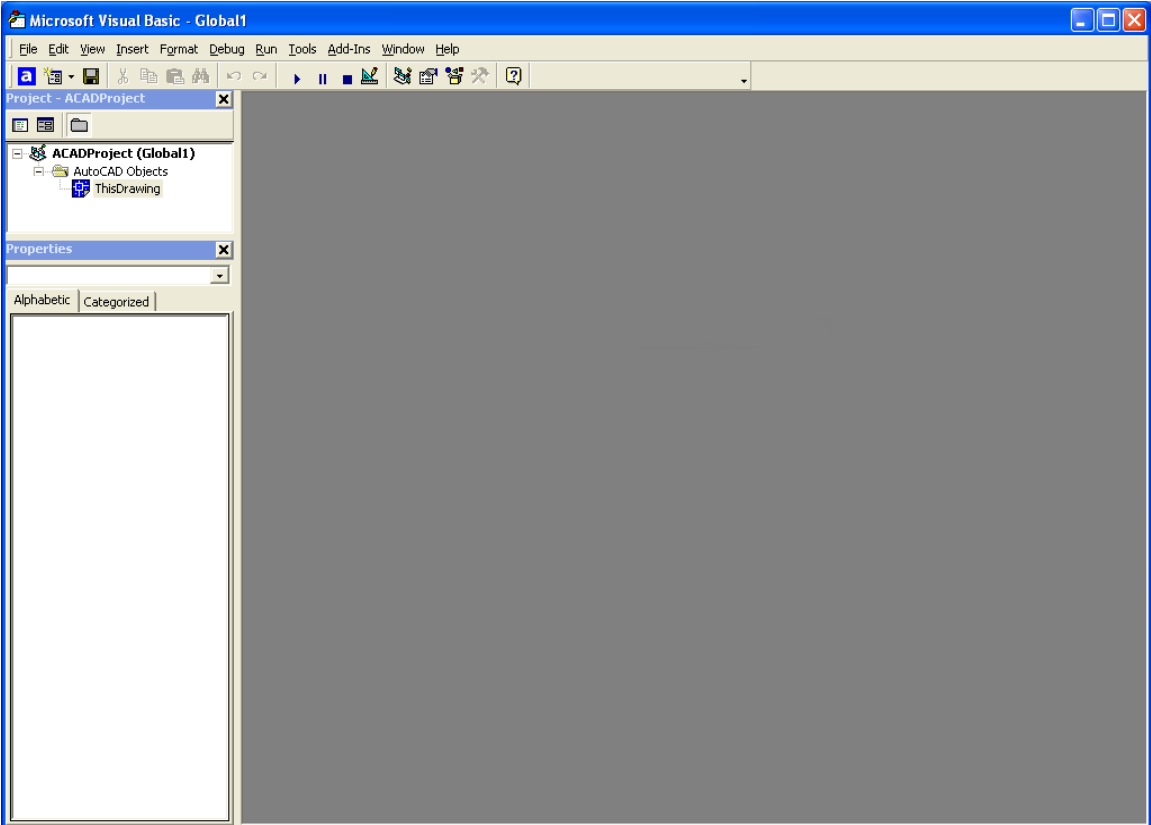 Microsoft Visual Basic - Global1
File Edit View Insert Format Debug Run Tools Add-Ins Window Help
a
Project - ACADProject
ACADProject (Global1)
AutoCAD Objects
ThisDrawing
Properties
Alphabetic Categorized